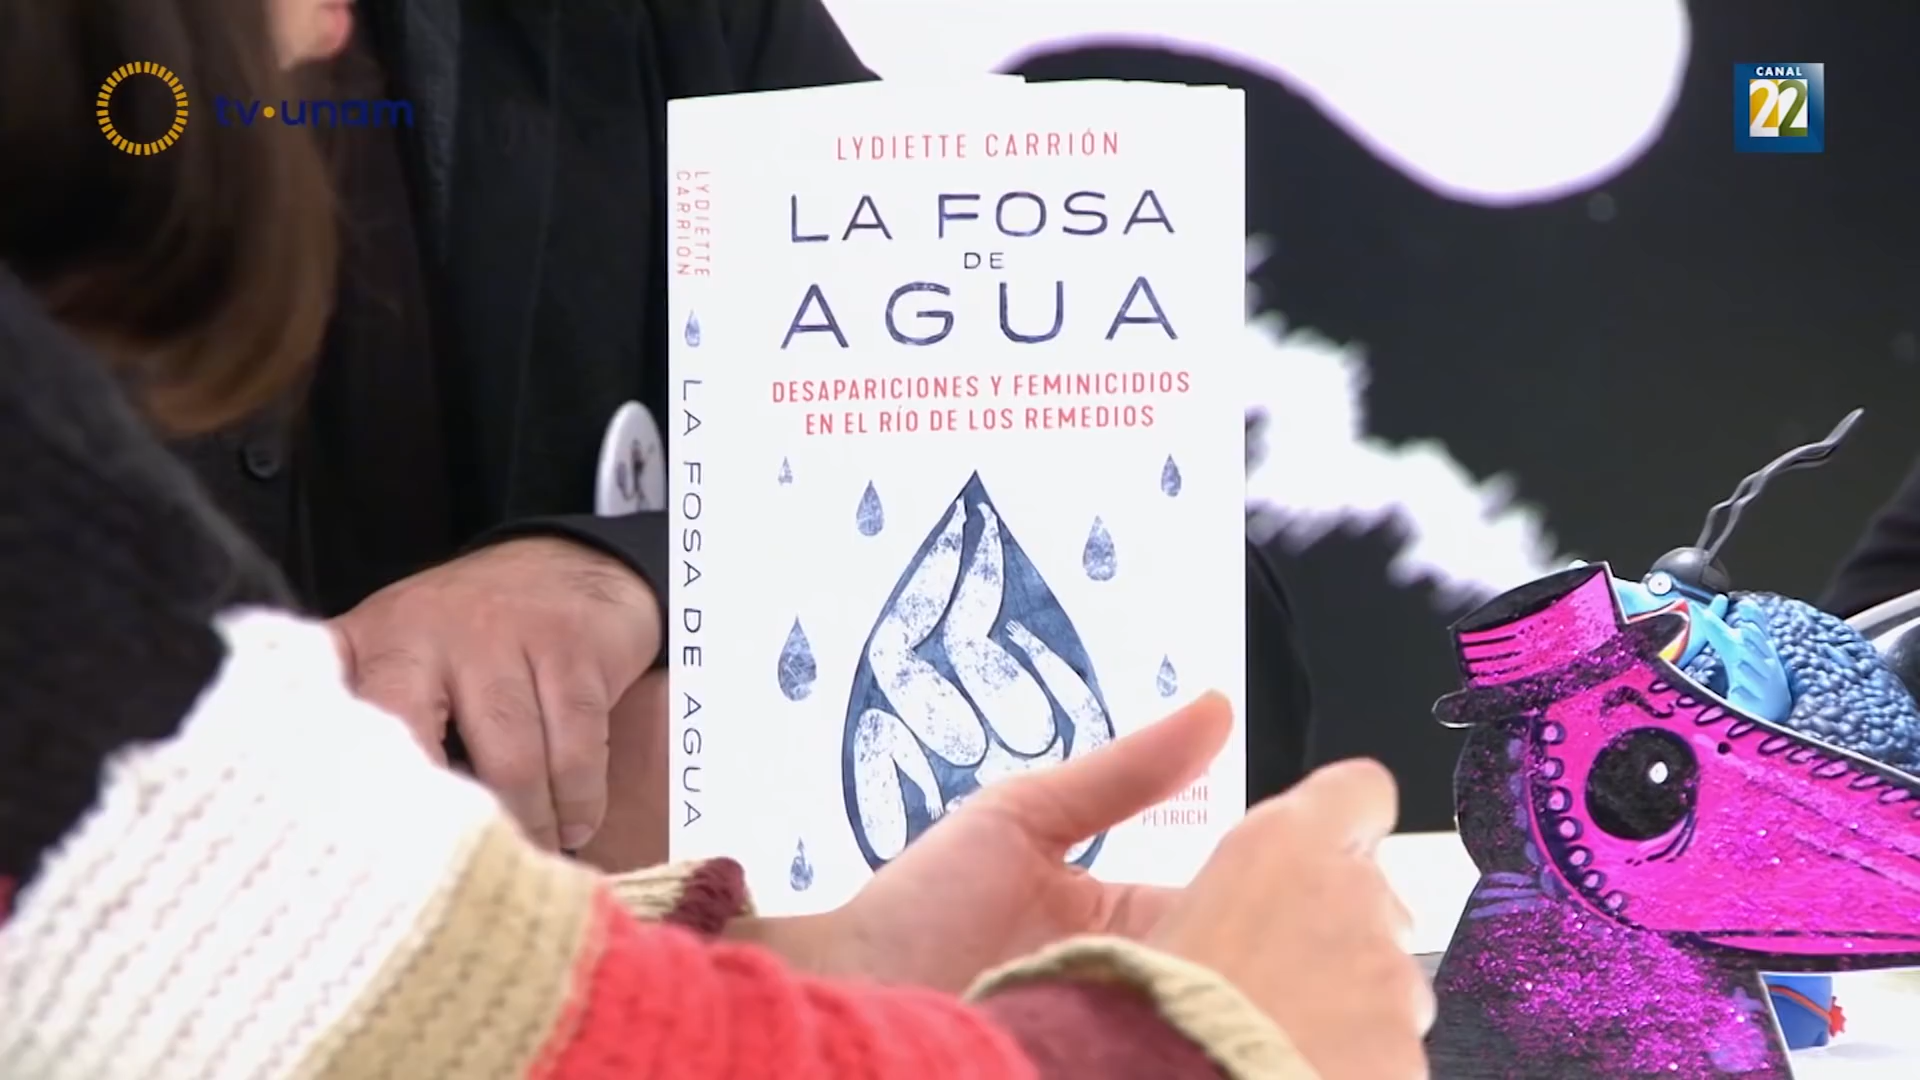 tv·unam
CANAL
22
LYDIETTE CARRIÓN
LA FOSA
DE
AGUA
DESAPARICIONES Y FEMINICIDIOS
EN EL RÍO DE LOS REMEDIOS
PETRICH
LYDIETTE
CARRIÓN
LA FOSA DE AGUA